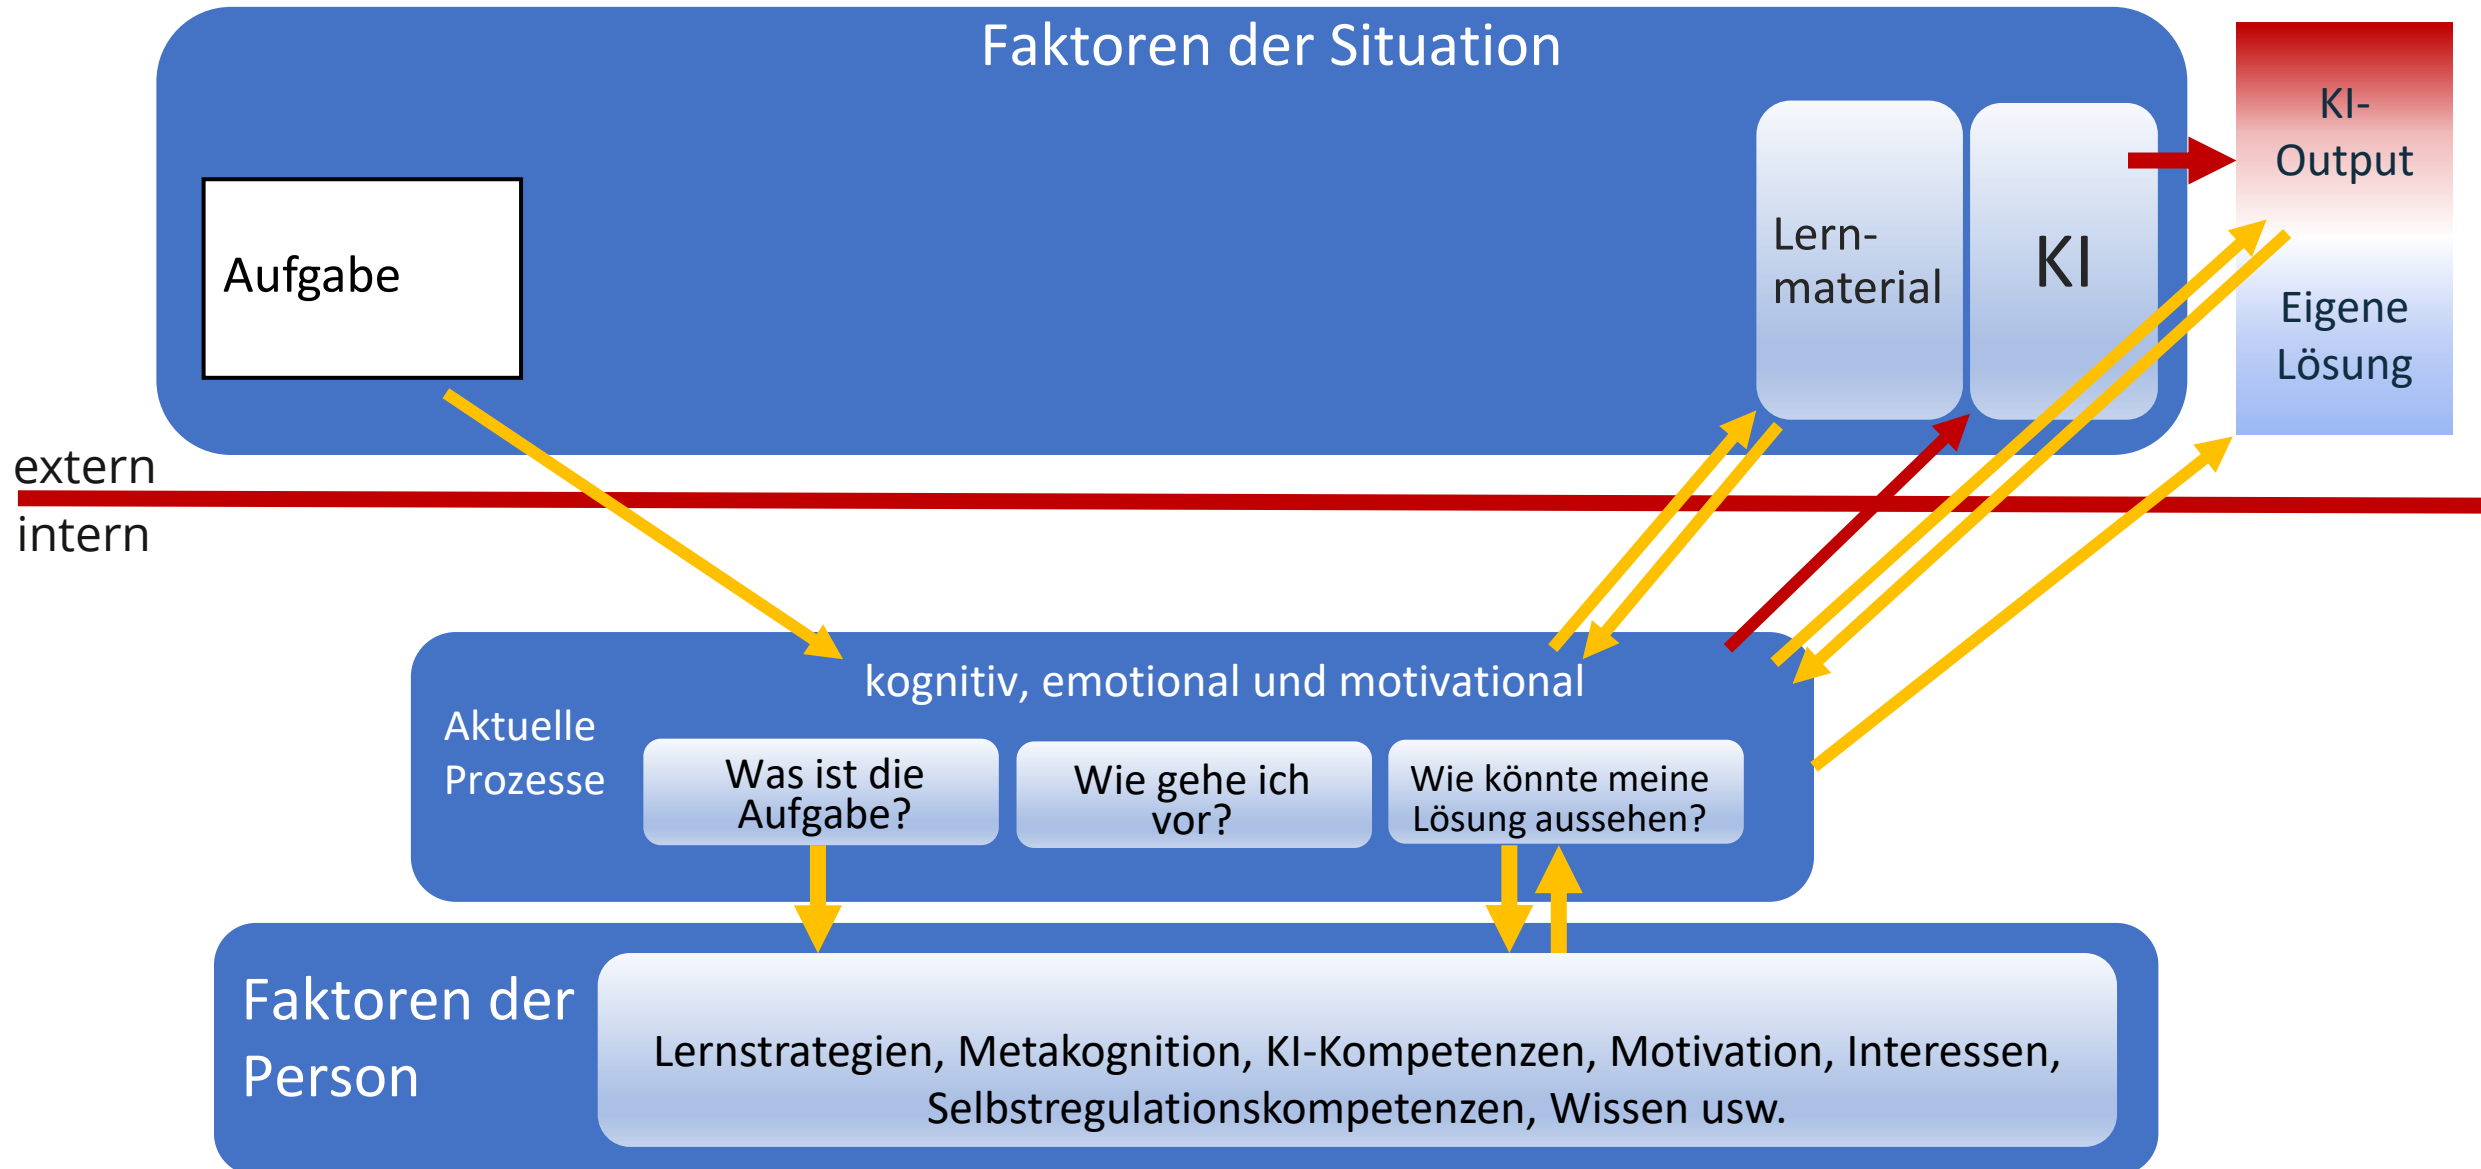 Faktoren der Situation
KI-
Output
Lern-
material
KI
Aufgabe
Eigene
Lösung
extern
intern
kognitiv, emotional und motivational
Aktuelle
Prozesse
Was ist die
Aufgabe?
Wie gehe ich
vor?
Wie könnte meine
Lösung aussehen?
Faktoren der
Person
Lernstrategien, Metakognition, KI-Kompetenzen, Motivation, Interessen,
Selbstregulationskompetenzen, Wissen usw.